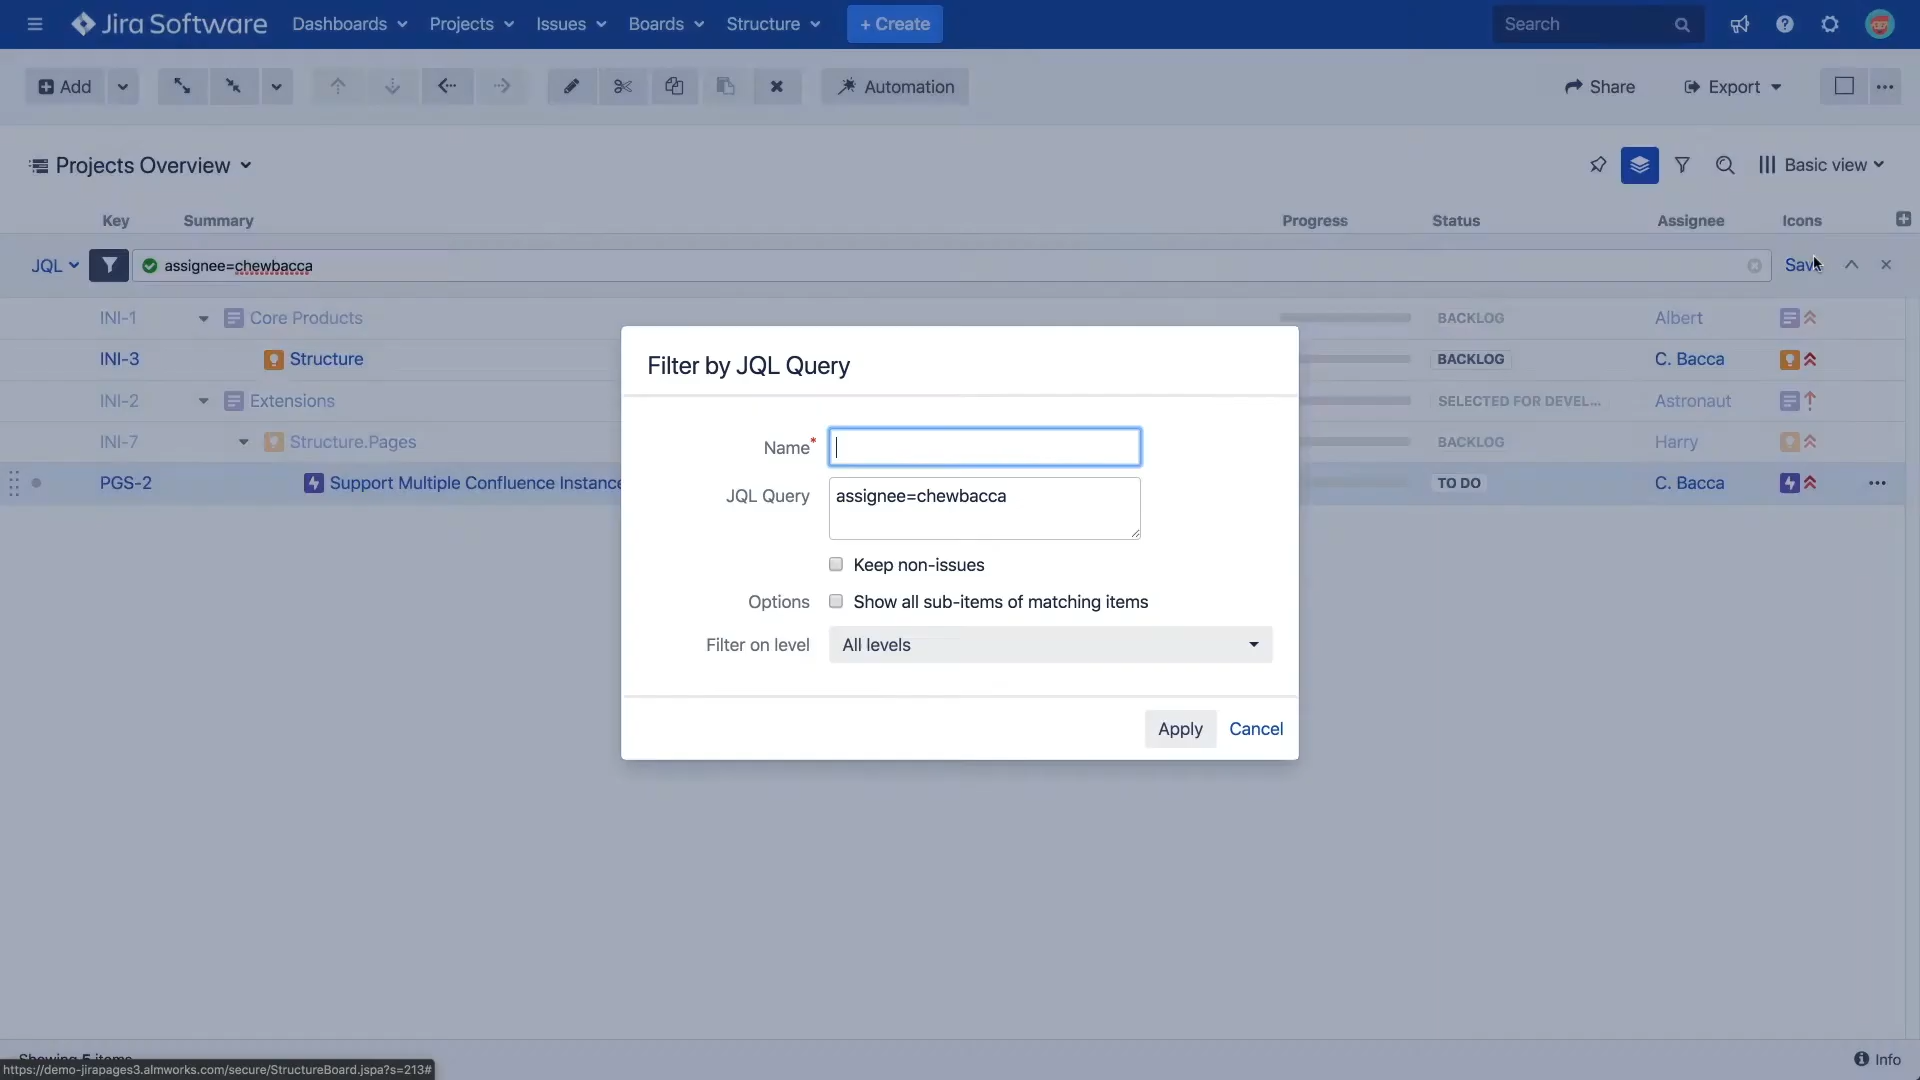 Jira Software Dashboards Projects Issues Boards Structure + Create Search
Add Automation Share Export
Projects Overview Basic view
Key Summary Progress Status Assignee Icons
JQL assignee=chewbacca Sav
INI-1 Core Products BACKLOG Albert
INI-3 Structure BACKLOG C. Bacca
INI-2 Extensions SELECTED FOR DEVEL... Astronaut
INI-7 Structure.Pages BACKLOG Harry
PGS-2 Support Multiple Confluence Instance TO DO C. Bacca
Filter by JQL Query
Name*
JQL Query assignee=chewbacca
Keep non-issues
Options Show all sub-items of matching items
Filter on level All levels
Apply Cancel
Showing 5 items Info
https://demo-jirapages3.almworks.com/secure/StructureBoard.jspa?s=213#